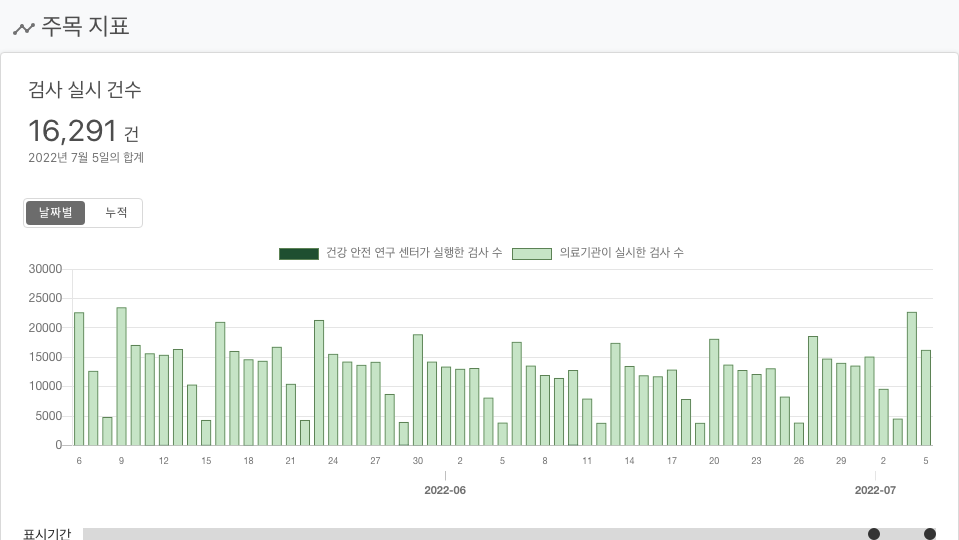 주목 지표
검사 실시 건수
16,291 건
2022년 7월 5일의 합계
날짜별 누적
건강 안전 연구 센터가 실행한 검사 수 의료기관이 실시한 검사 수
30000
25000
20000
15000
10000
5000
0
6 9 12 15 18 21 24 27 30 2 5 8 11 14 17 20 23 26 29 2 5
2022-06 2022-07
표시기간